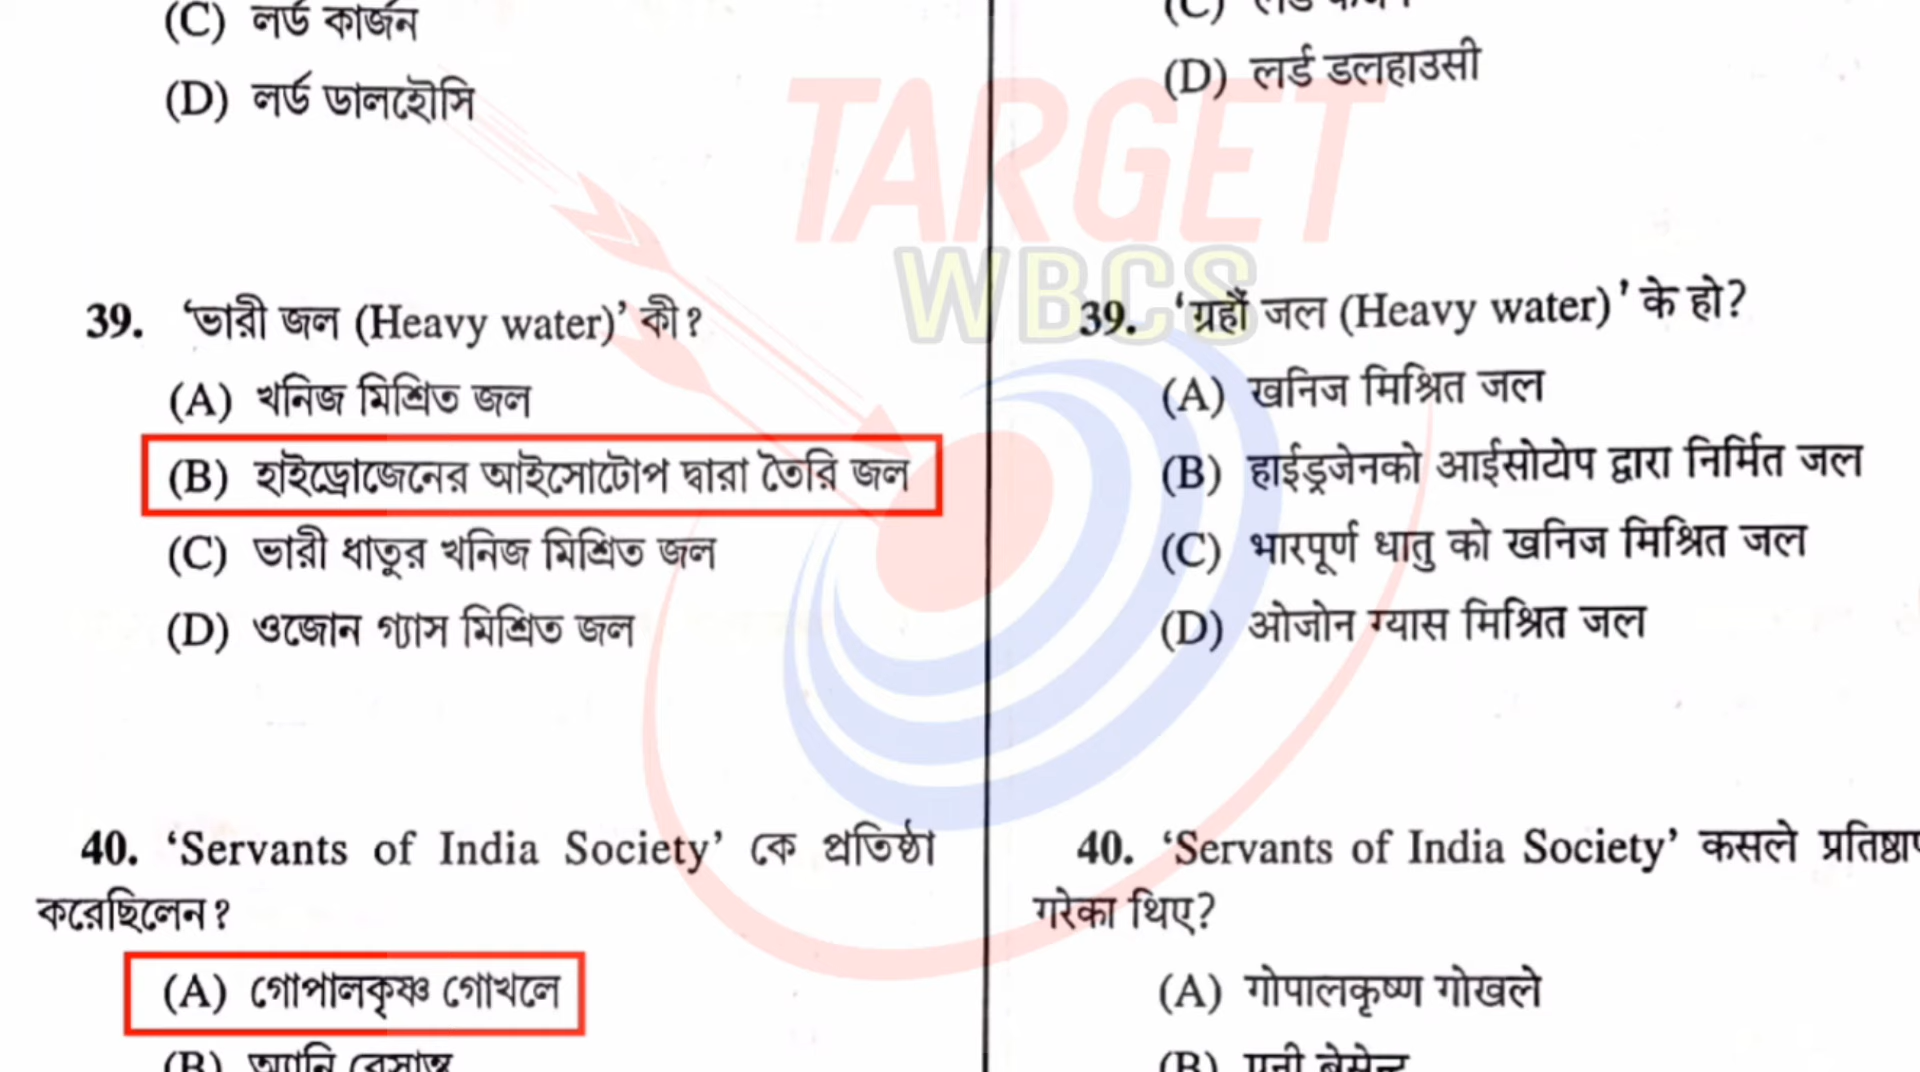 (C) লর্ড কার্জন
(D) লর্ড ডালহৌসি
39. ‘ভারী জল (Heavy water)’ কী?
(A) খনিজ মিশ্রিত জল
(B) হাইড্রোজেনের আইসোটোপ দ্বারা তৈরি জল
(C) ভারী ধাতুর খনিজ মিশ্রিত জল
(D) ওজোন গ্যাস মিশ্রিত জল
40. ‘Servants of India Society’ কে প্রতিষ্ঠা
করেছিলেন?
(A) গোপালকৃষ্ণ গোখলে
(B) অ্যানি বেসান্ত
(C) लर्ड
(D) लर्ड डलहाउसी
39. ‘ग्रहौं जल (Heavy water)’ के हो?
(A) खनिज मिश्रित जल
(B) हाईड्रजेनको आईसोटोप द्वारा निर्मित जल
(C) भारपूर्ण धातु को खनिज मिश्रित जल
(D) ओजोन ग्यास मिश्रित जल
40. ‘Servants of India Society’ कसले
गरेका थिए?
(A) गोपालकृष्ण गोखले
(B) एनी बेसेन्ट
TARGET
WBCS